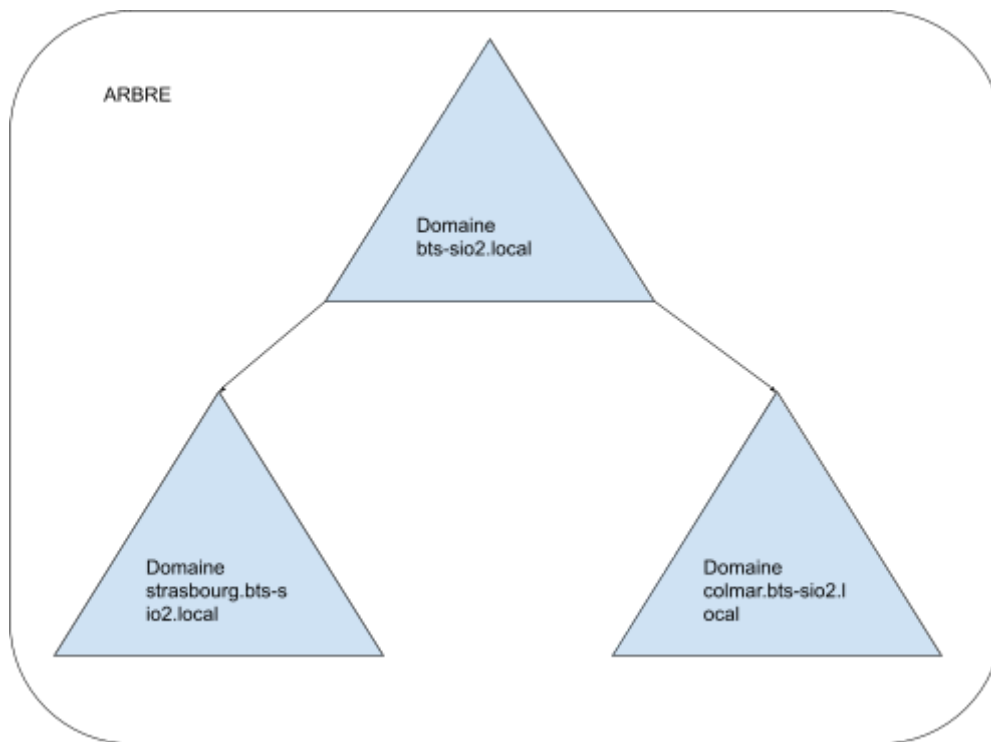 ARBRE
Domaine
bts-sio2.local
Domaine
strasbourg.bts-s
io2.local
Domaine
colmar.bts-sio2.l
ocal